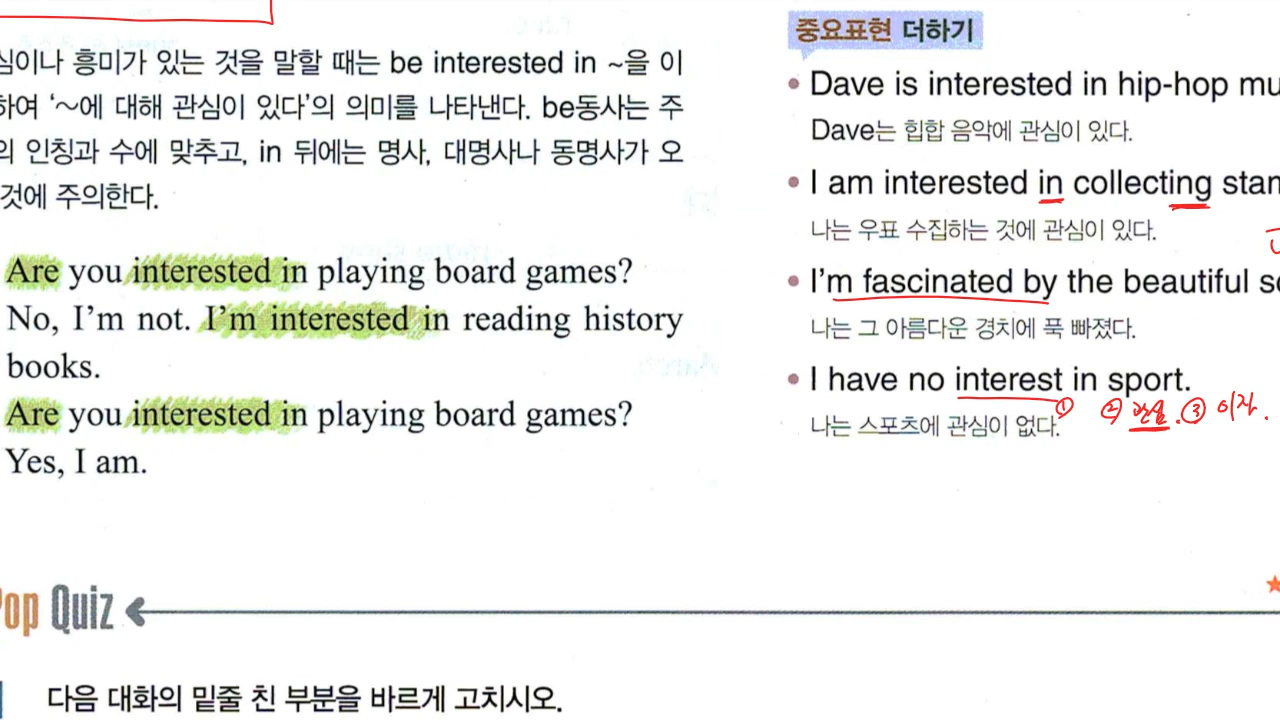 심이나 흥미가 있는 것을 말할 때는 be interested in ~을 이
하여 '~에 대해 관심이 있다'의 의미를 나타낸다. be동사는 주
의 인칭과 수에 맞추고, in 뒤에는 명사, 대명사나 동명사가 오
것에 주의한다.
Are you interested in playing board games?
No, I'm not. I'm interested in reading history
books.
Are you interested in playing board games?
Yes, I am.
중요표현 더하기
• Dave is interested in hip-hop mu
Dave는 힙합 음악에 관심이 있다.
• I am interested in collecting stan
나는 우표 수집하는 것에 관심이 있다.
• I'm fascinated by the beautiful s
나는 그 아름다운 경치에 푹 빠졌다.
• I have no interest in sport.
① ② 관심. ③ 이자.
나는 스포츠에 관심이 없다.
Pop Quiz
다음 대화의 밑줄 친 부분을 바르게 고치시오.